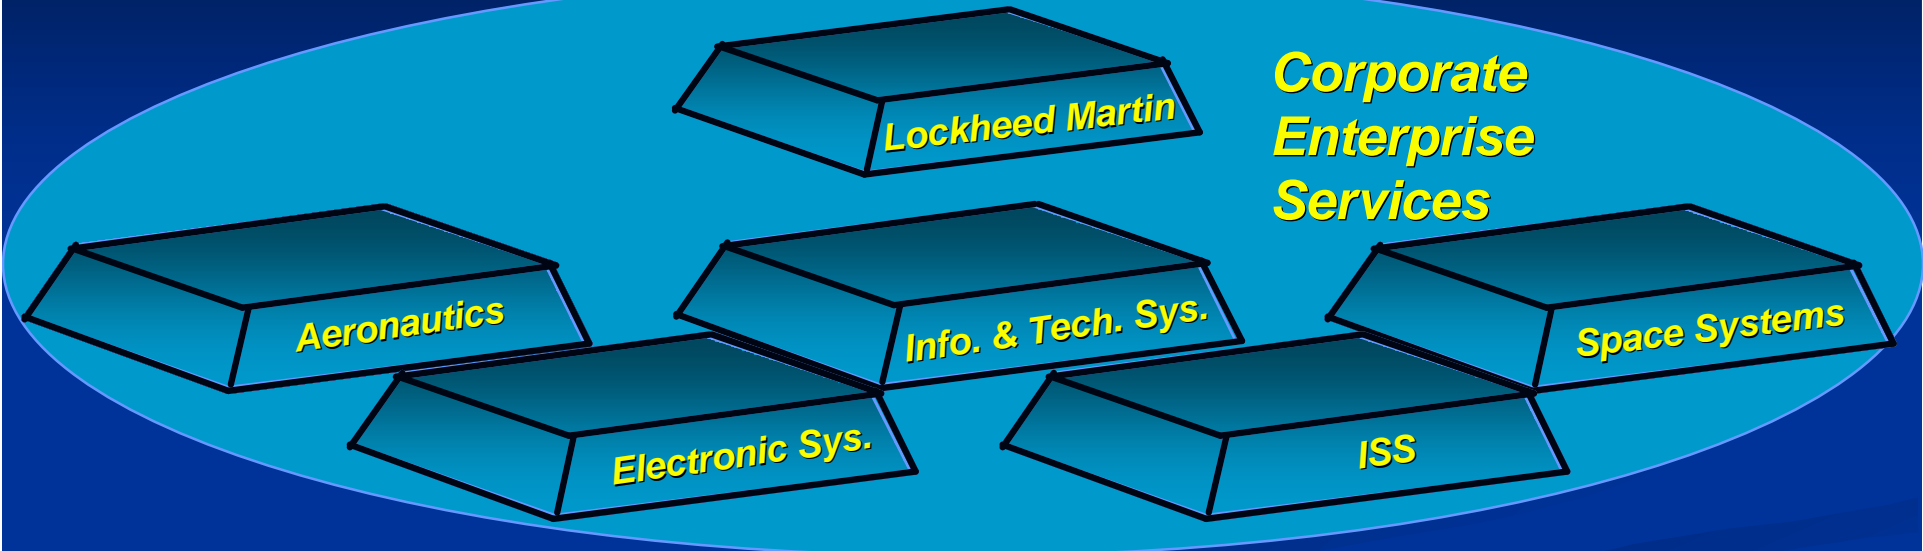 Lockheed Martin
Corporate
Enterprise
Services
Aeronautics
Info. & Tech. Sys.
Space Systems
Electronic Sys.
ISS